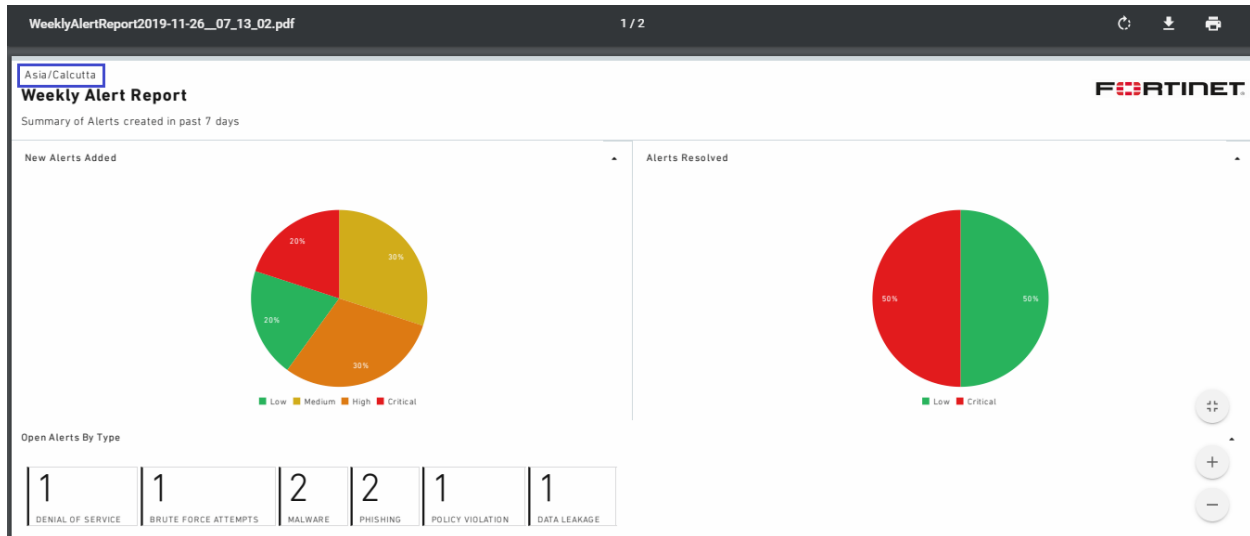 WeeklyAlertReport2019-11-26__07_13_02.pdf
1 / 2
Asia/Calcutta
Weekly Alert Report
FORTINET
Summary of Alerts created in past 7 days
New Alerts Added
20%
30%
20%
30%
Low Medium High Critical
Alerts Resolved
50%
50%
Low Critical
Open Alerts By Type
1
DENIAL OF SERVICE
1
BRUTE FORCE ATTEMPTS
2
MALWARE
2
PHISHING
1
POLICY VIOLATION
1
DATA LEAKAGE